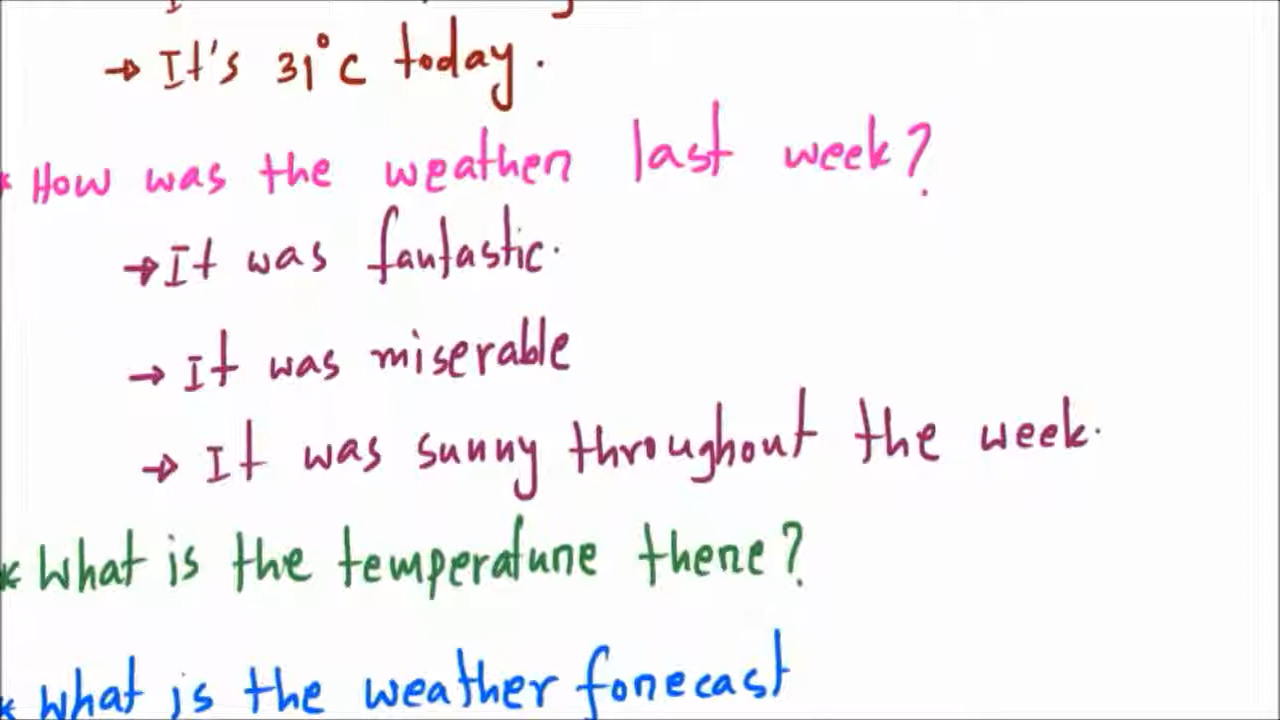 → It's 31°C today.
* How was the weather last week?
→ It was fantastic.
→ It was miserable
→ It was sunny throughout the week.
* What is the temperature there?
* What is the weather forecast